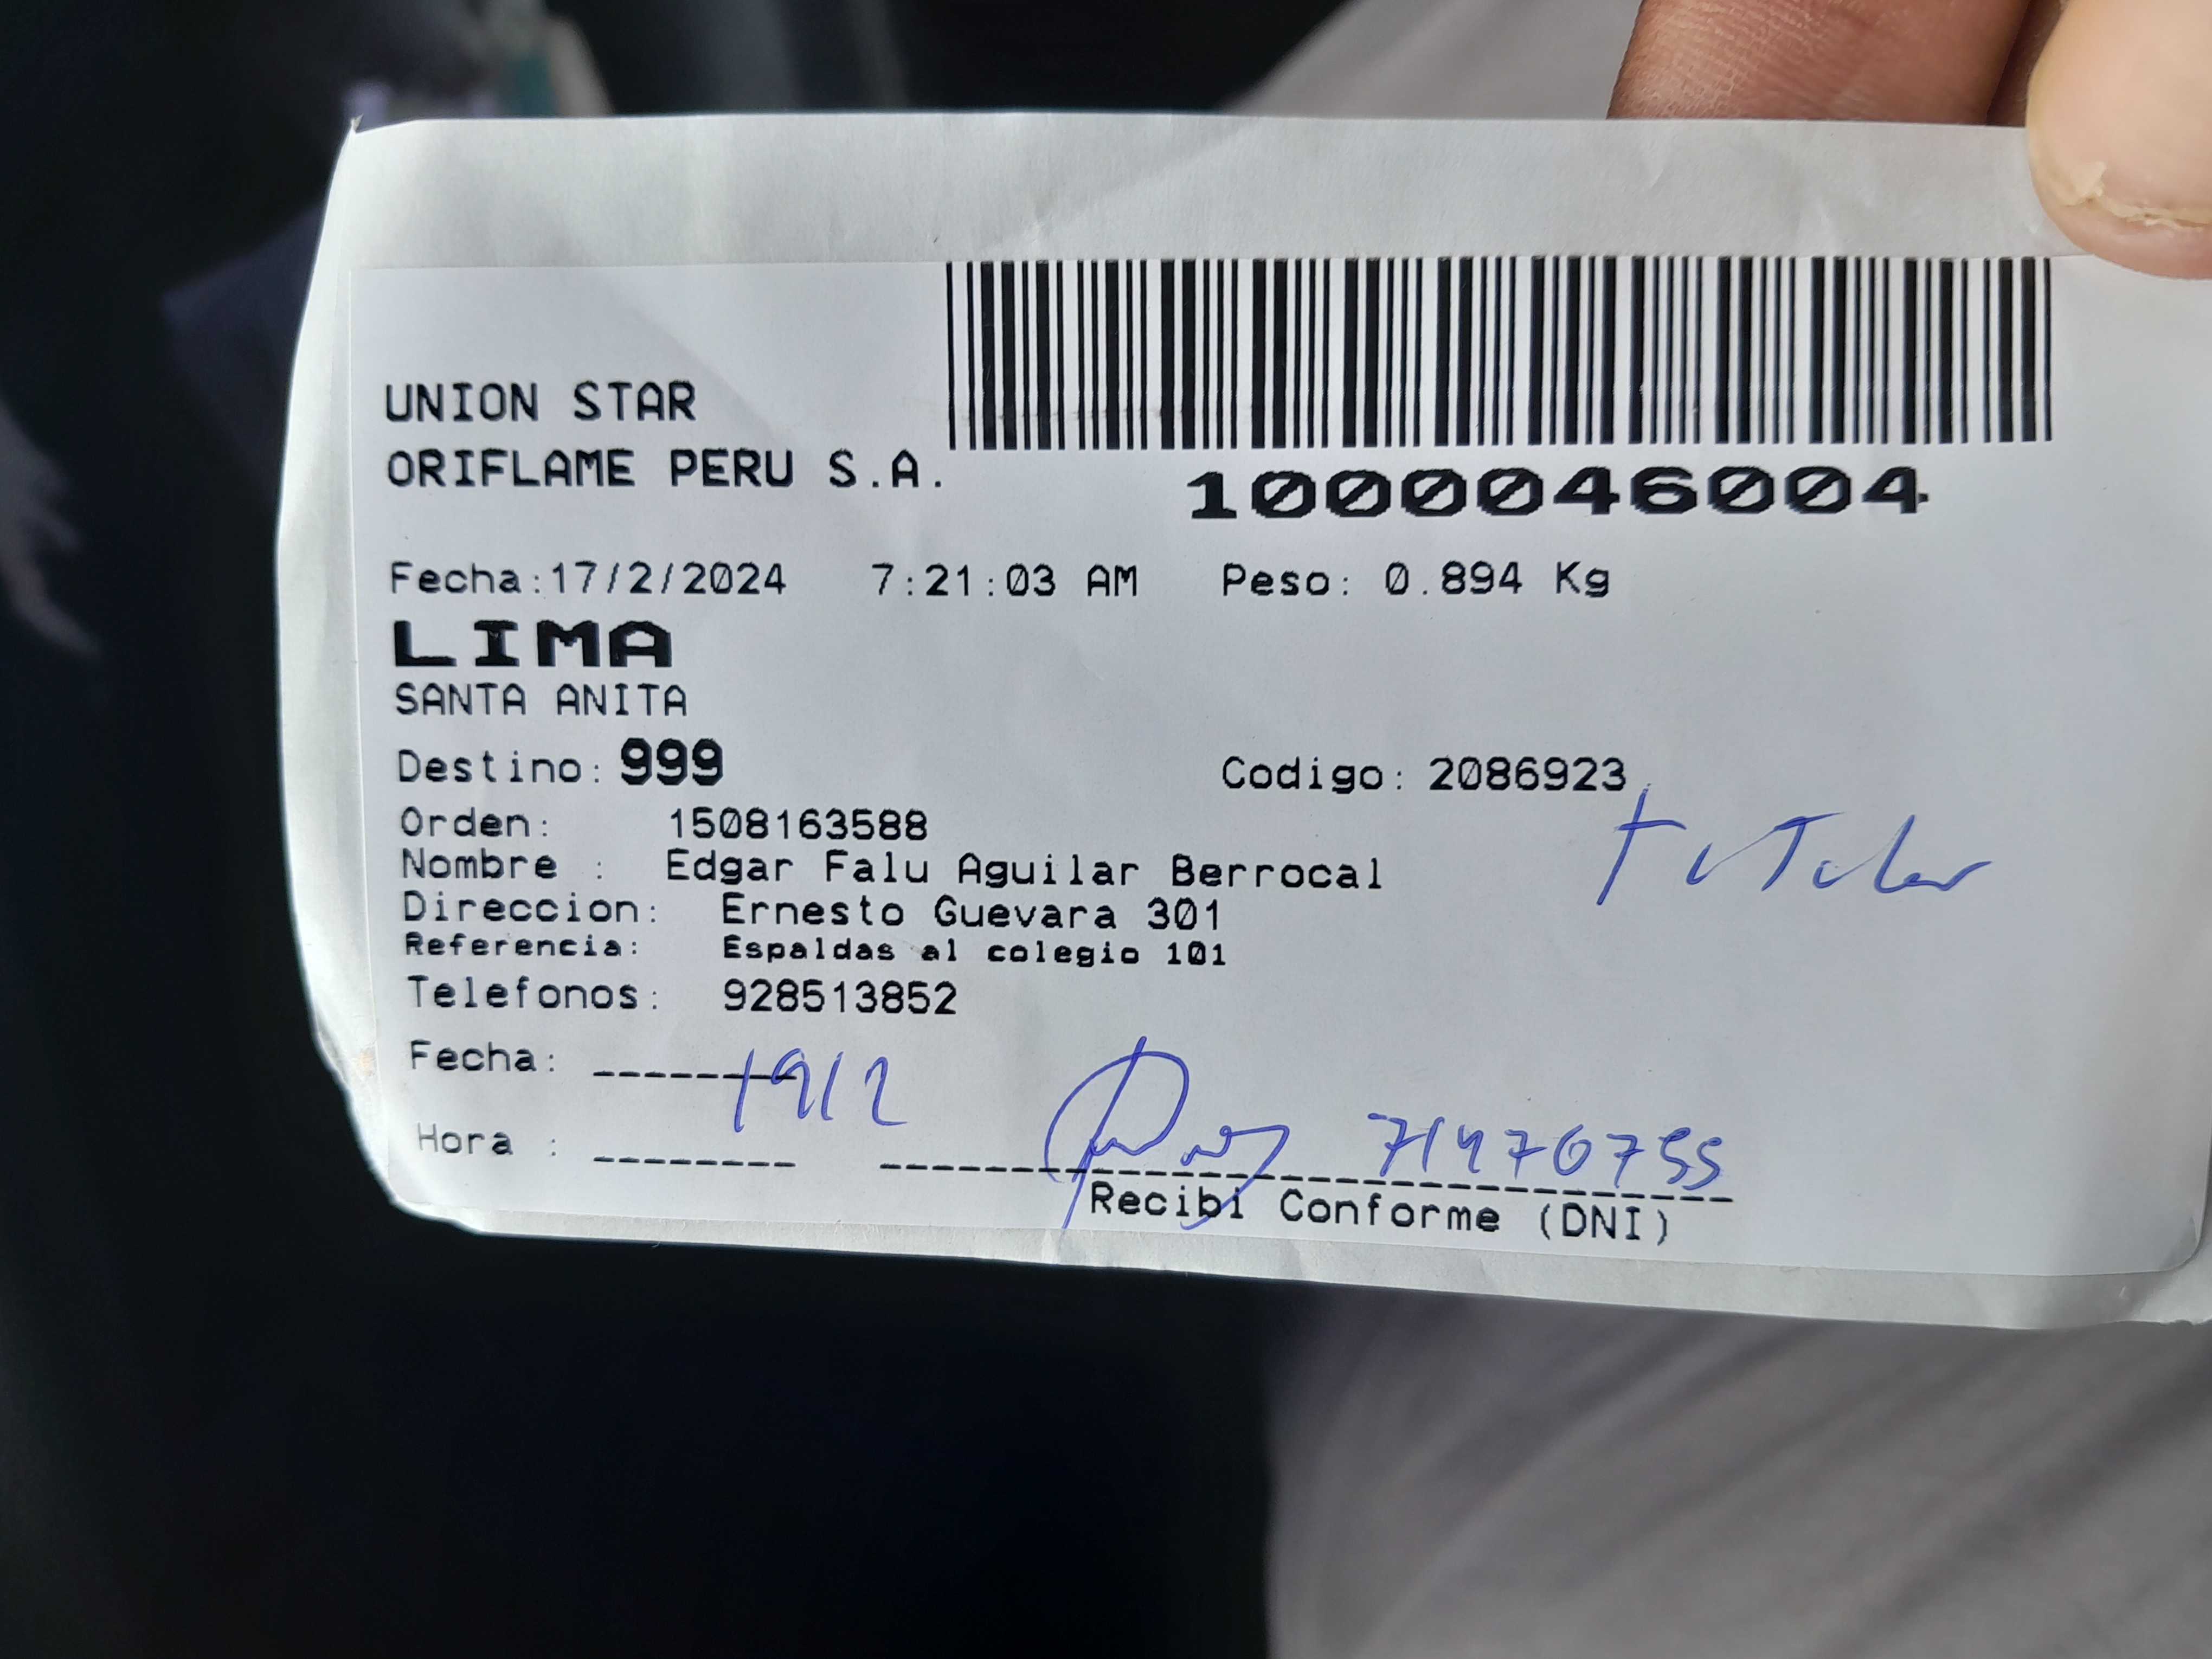 UNION STAR
ORIFLAME PERU S.A.
1000046004
Fecha:17/2/2024 7:21:03 AM Peso: 0.894 Kg
LIMA
SANTA ANITA
Destino: 999 Codigo: 2086923
Orden: 1508163588
Nombre : Edgar Falu Aguilar Berrocal
titular
Direccion: Ernesto Guevara 301
Referencia: Espaldas al colegio 101
Telefonos: 928513852
Fecha: 19/2
Hora : 71470755
Recibi Conforme (DNI)